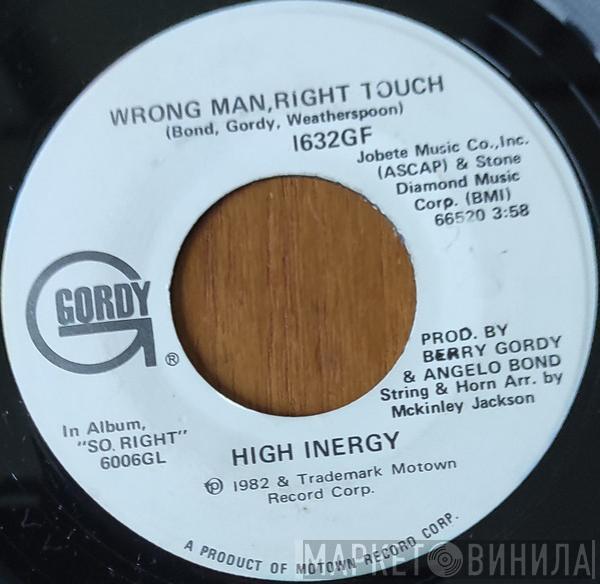 WRONG MAN, RIGHT TOUCH
(Bond, Gordy, Weatherspoon)
1632GF
Jobete Music Co., Inc.
(ASCAP) & Stone
Diamond Music
Corp. (BMI)
66520 3:58
GORDY
®
PROD. BY
BERRY GORDY
& ANGELO BOND
String & Horn Arr. by
Mckinley Jackson
In Album,
"SO, RIGHT"
6006GL
HIGH INERGY
℗ 1982 & Trademark Motown
Record Corp.
A PRODUCT OF MOTOWN RECORD CORP.
МАРКЕТ ВИНИЛА